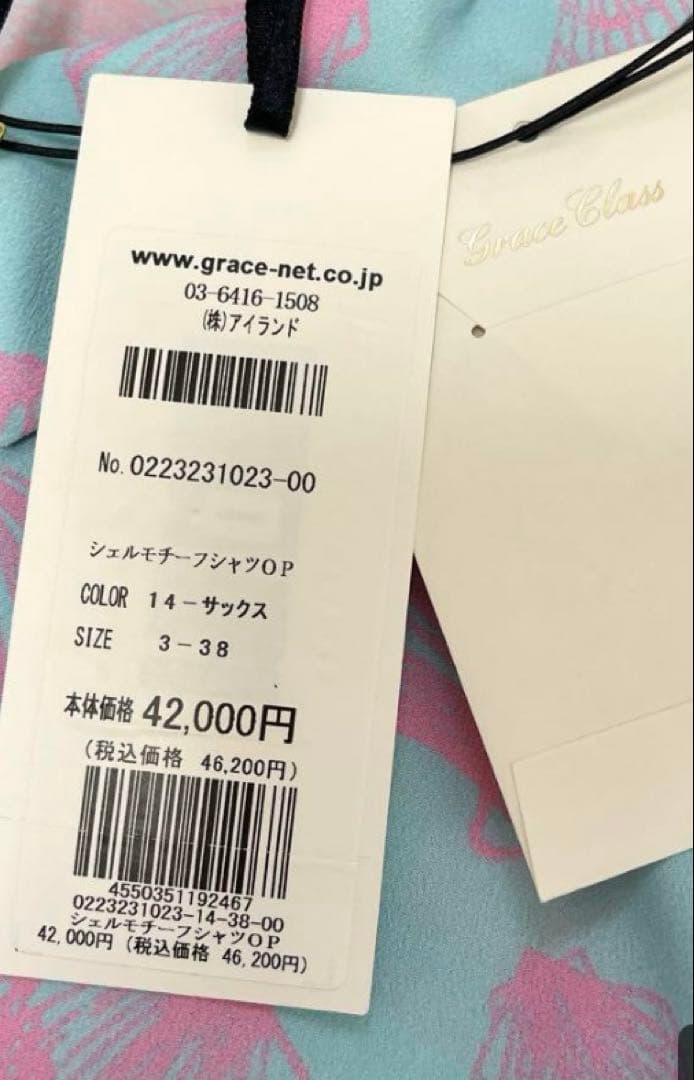 www.grace-net.co.jp
03-6416-1508
(株)アイランド
No.0223231023-00
シェルモチーフシャツOP
COLOR 14-サックス
SIZE 3-38
本体価格 42,000円
(税込価格 46,200円)
4550351192467
0223231023-14-38-00
シェルモチーフシャツOP
42,000円 (税込価格 46,200円)
Grace Class